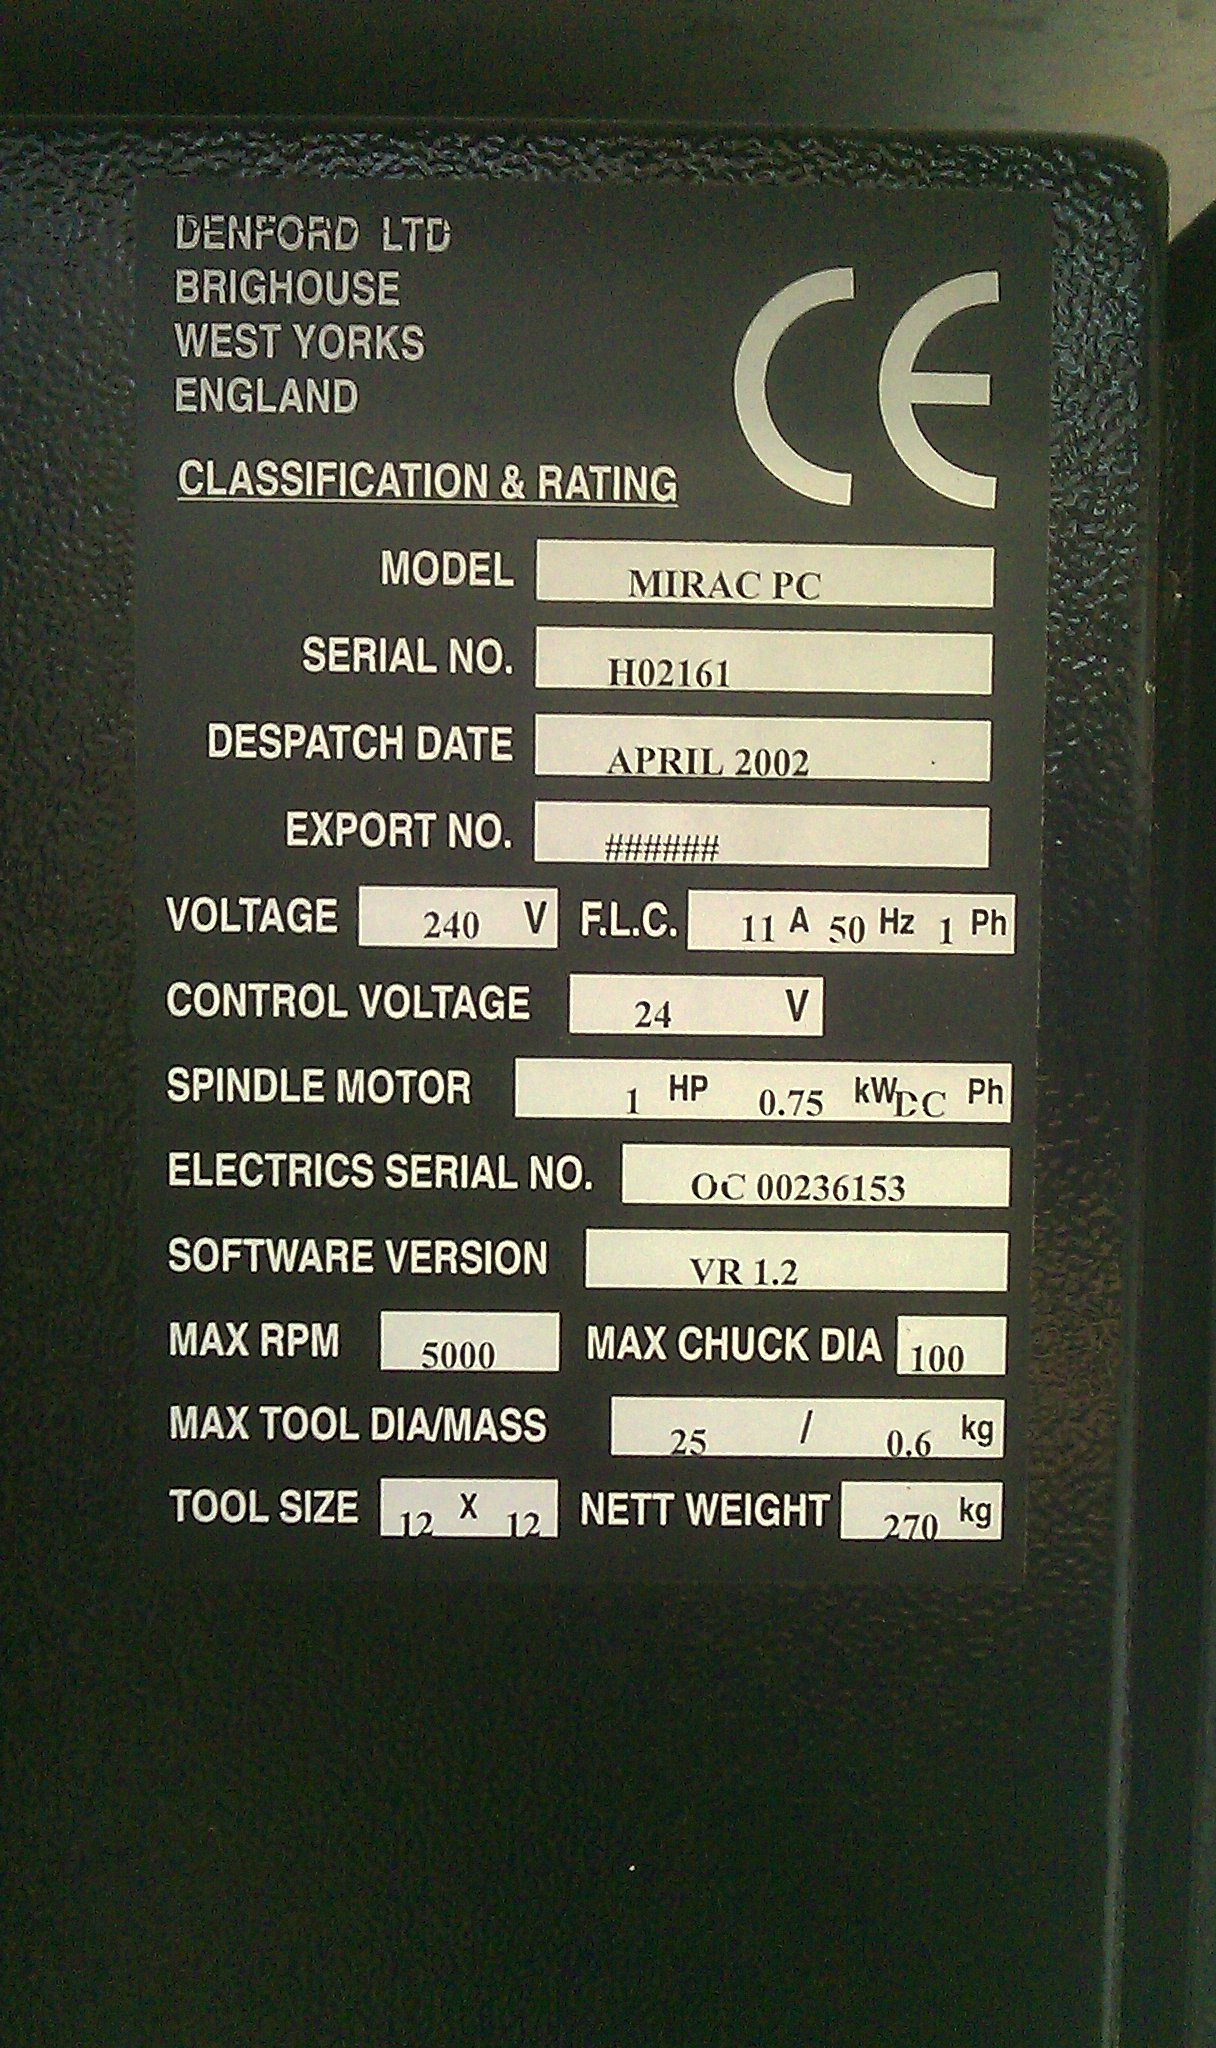 DENFORD LTD
BRIGHOUSE
WEST YORKS
ENGLAND
CE
CLASSIFICATION & RATING
MODEL MIRAC PC
SERIAL NO. H02161
DESPATCH DATE APRIL 2002
EXPORT NO. ######
VOLTAGE 240 V F.L.C. 11 A 50 Hz 1 Ph
CONTROL VOLTAGE 24 V
SPINDLE MOTOR 1 HP 0.75 kW DC Ph
ELECTRICS SERIAL NO. OC 00236153
SOFTWARE VERSION VR 1.2
MAX RPM 5000 MAX CHUCK DIA 100
MAX TOOL DIA/MASS 25 / 0.6 kg
TOOL SIZE 12 X 12 NETT WEIGHT 270 kg